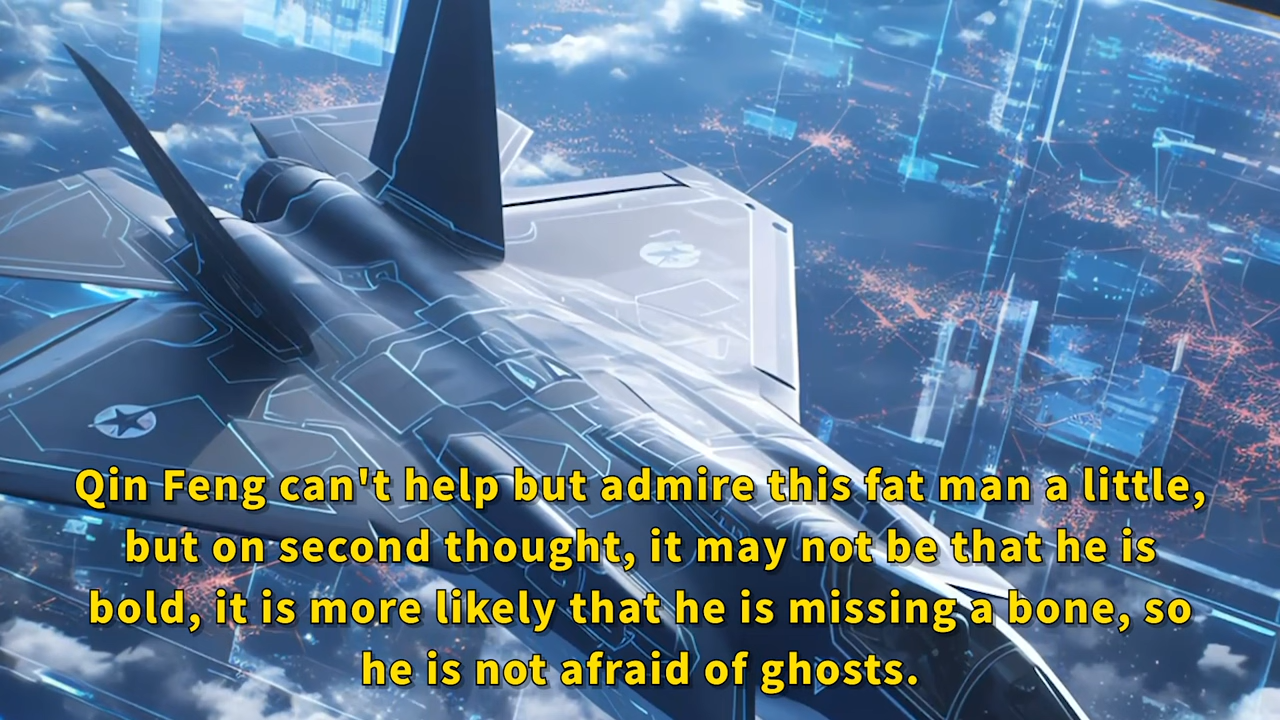 Qin Feng can't help but admire this fat man a little,
but on second thought, it may not be that he is
bold, it is more likely that he is missing a bone, so
he is not afraid of ghosts.